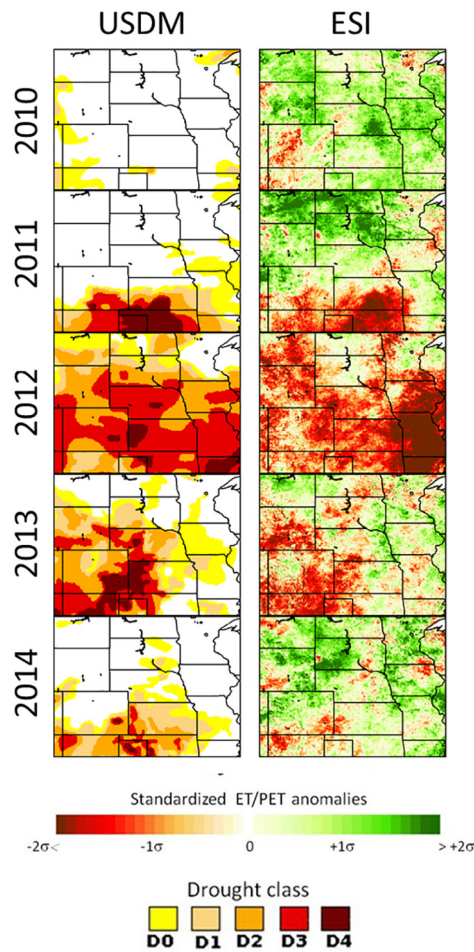 USDM ESI
2010
2011
2012
2013
2014
Standardized ET/PET anomalies
-2σ< -1σ 0 +1σ > +2σ
Drought class
D0 D1 D2 D3 D4